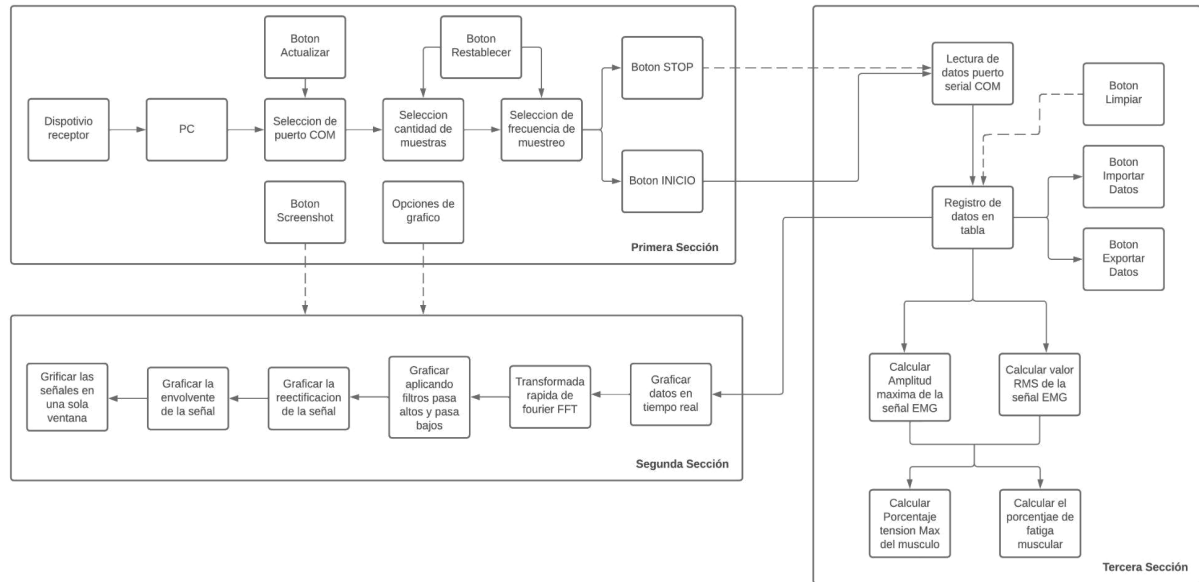 Boton
Actualizar
Boton
Restablecer
Dispotivio
receptor
PC
Seleccion de
puerto COM
Seleccion
cantidad de
muestras
Seleccion de
frecuencia de
muestreo
Boton STOP
Boton INICIO
Boton
Screenshot
Opciones de
grafico
Primera Sección
Grificar las
señales en
una sola
ventana
Graficar la
envolvente
de la señal
Graficar la
reectificacion
de la señal
Graficar
aplicando
filtros pasa
altos y pasa
bajos
Transformada
rapida de
fourier FFT
Graficar
datos en
tiempo real
Segunda Sección
Lectura de
datos puerto
serial COM
Boton
Limpiar
Boton
Importar
Datos
Registro de
datos en
tabla
Boton
Exportar
Datos
Calcular
Amplitud
maxima de la
señal EMG
Calcular valor
RMS de la
señal EMG
Calcular
Porcentaje
tension Max
del musculo
Calcular el
porcentjae de
fatiga
muscular
Tercera Sección